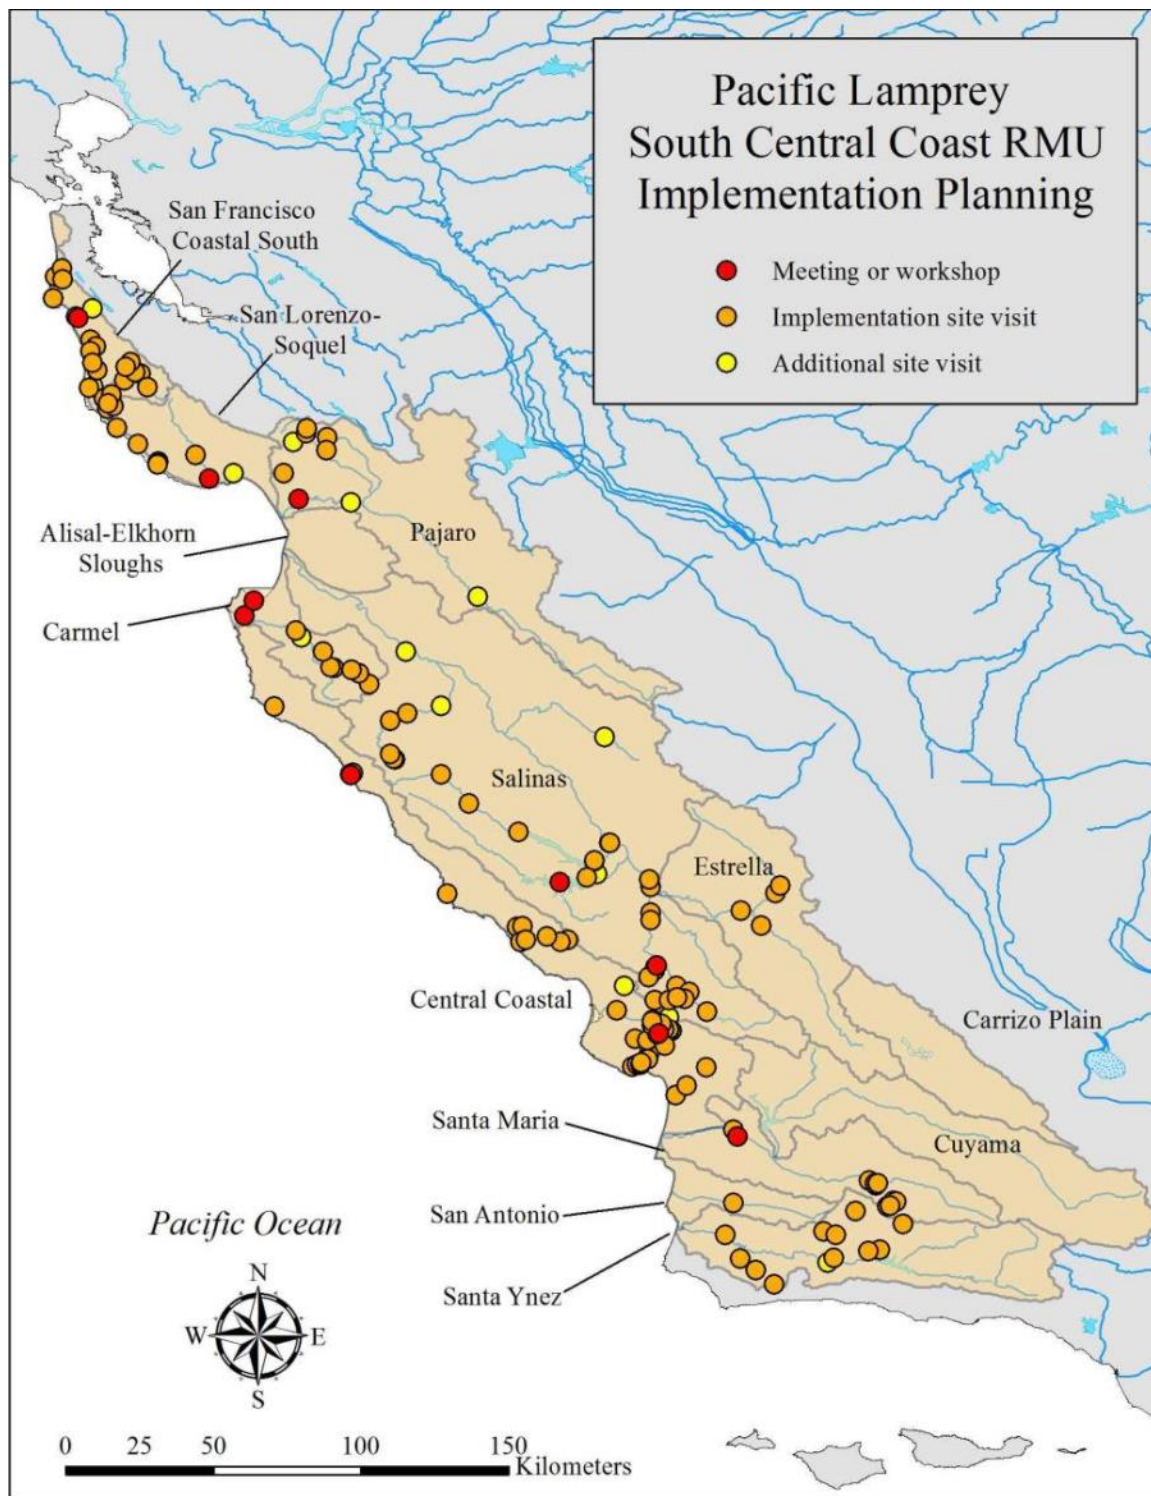 Pacific Lamprey
South Central Coast RMU
Implementation Planning
Meeting or workshop
Implementation site visit
Additional site visit
San Francisco
Coastal South
San Lorenzo-
Soquel
Alisal-Elkhorn
Sloughs
Pajaro
Carmel
Salinas
Estrella
Central Coastal
Carrizo Plain
Santa Maria
Cuyama
San Antonio
Pacific Ocean
Santa Ynez
N
W
E
S
0 25 50 100 150
Kilometers